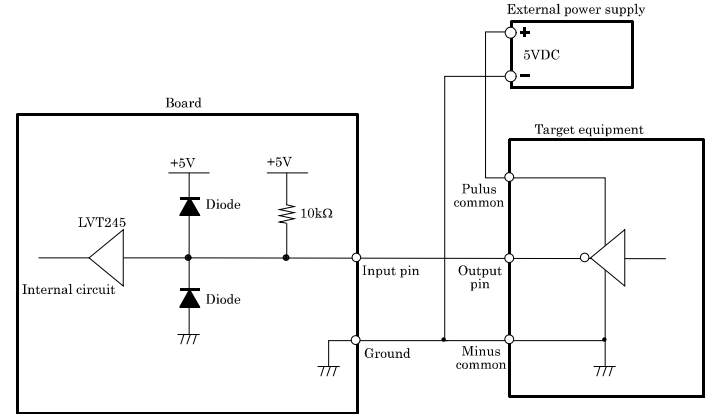 External power supply
+
5VDC
−
Board
Target equipment
+5V
+5V
Pulus
common
Diode
10kΩ
LVT245
Input pin
Output
pin
Internal circuit
Diode
Ground
Minus
common